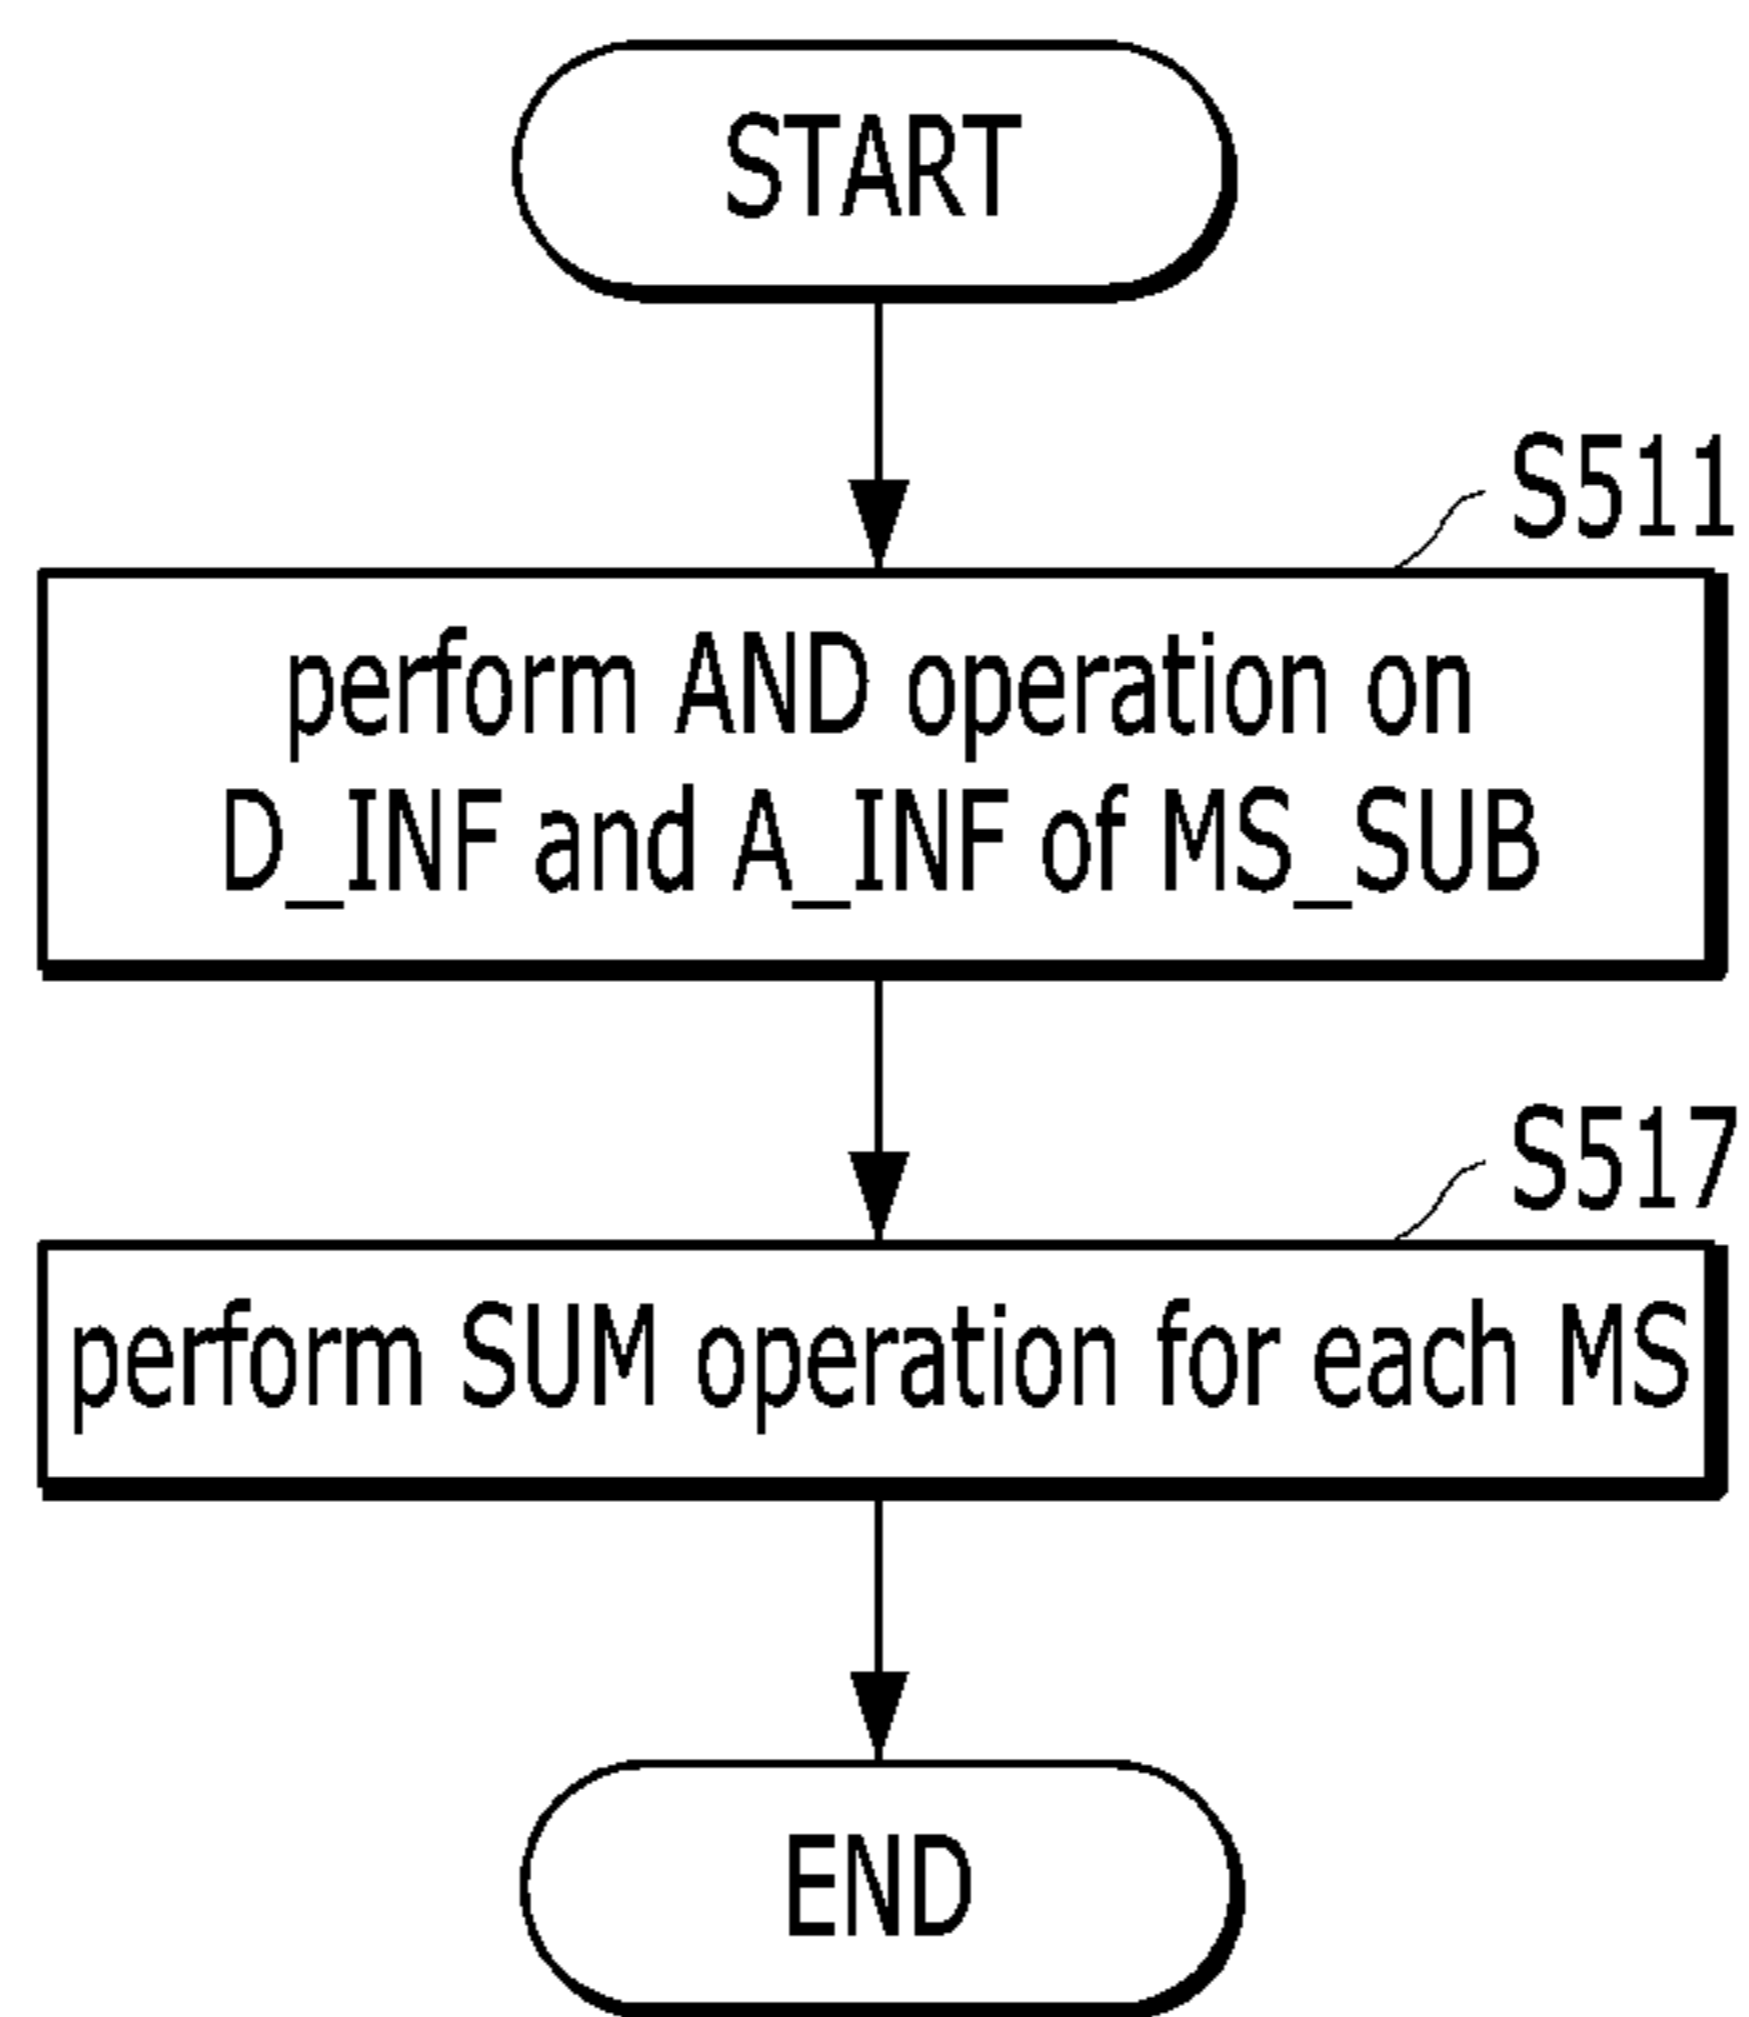 START
S511
perform AND operation on
D_INF and A_INF of MS_SUB
S517
perform SUM operation for each MS
END